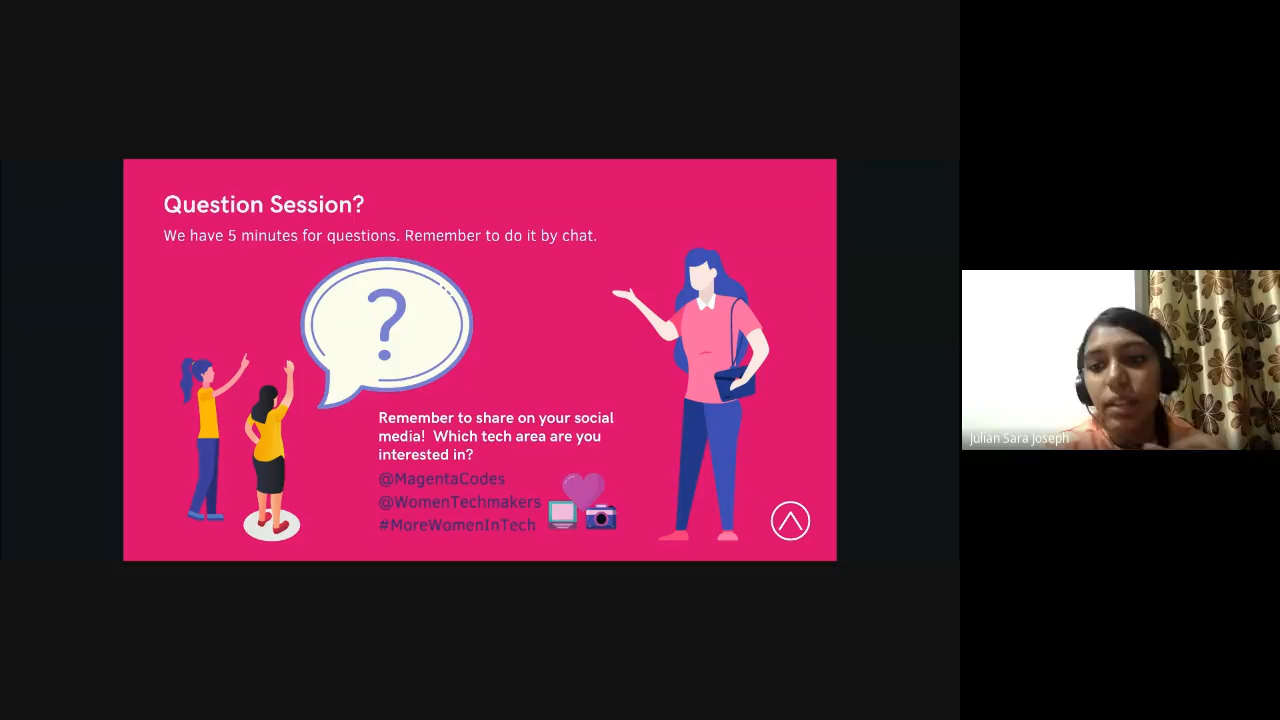 Question Session?
We have 5 minutes for questions. Remember to do it by chat.
?
Remember to share on your social
media! Which tech area are you
interested in?
@MagentaCodes
@WomenTechmakers
#MoreWomenInTech
Julian Sara Joseph